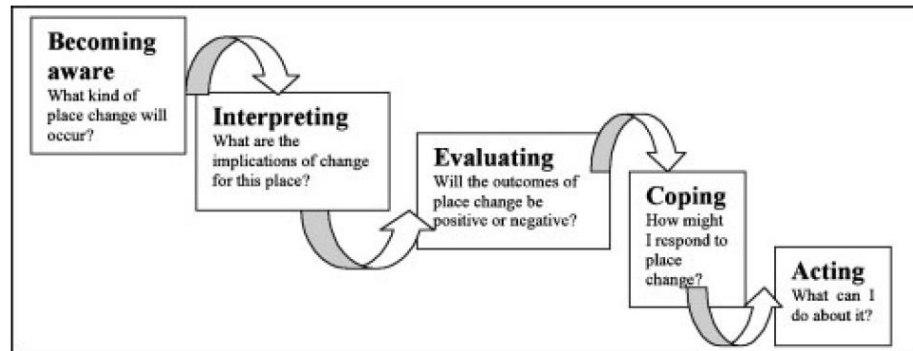 Becoming
aware
What kind of
place change will
occur?
Interpreting
What are the
implications of change
for this place?
Evaluating
Will the outcomes of
place change be
positive or negative?
Coping
How might
I respond to
place
change?
Acting
What can I
do about it?